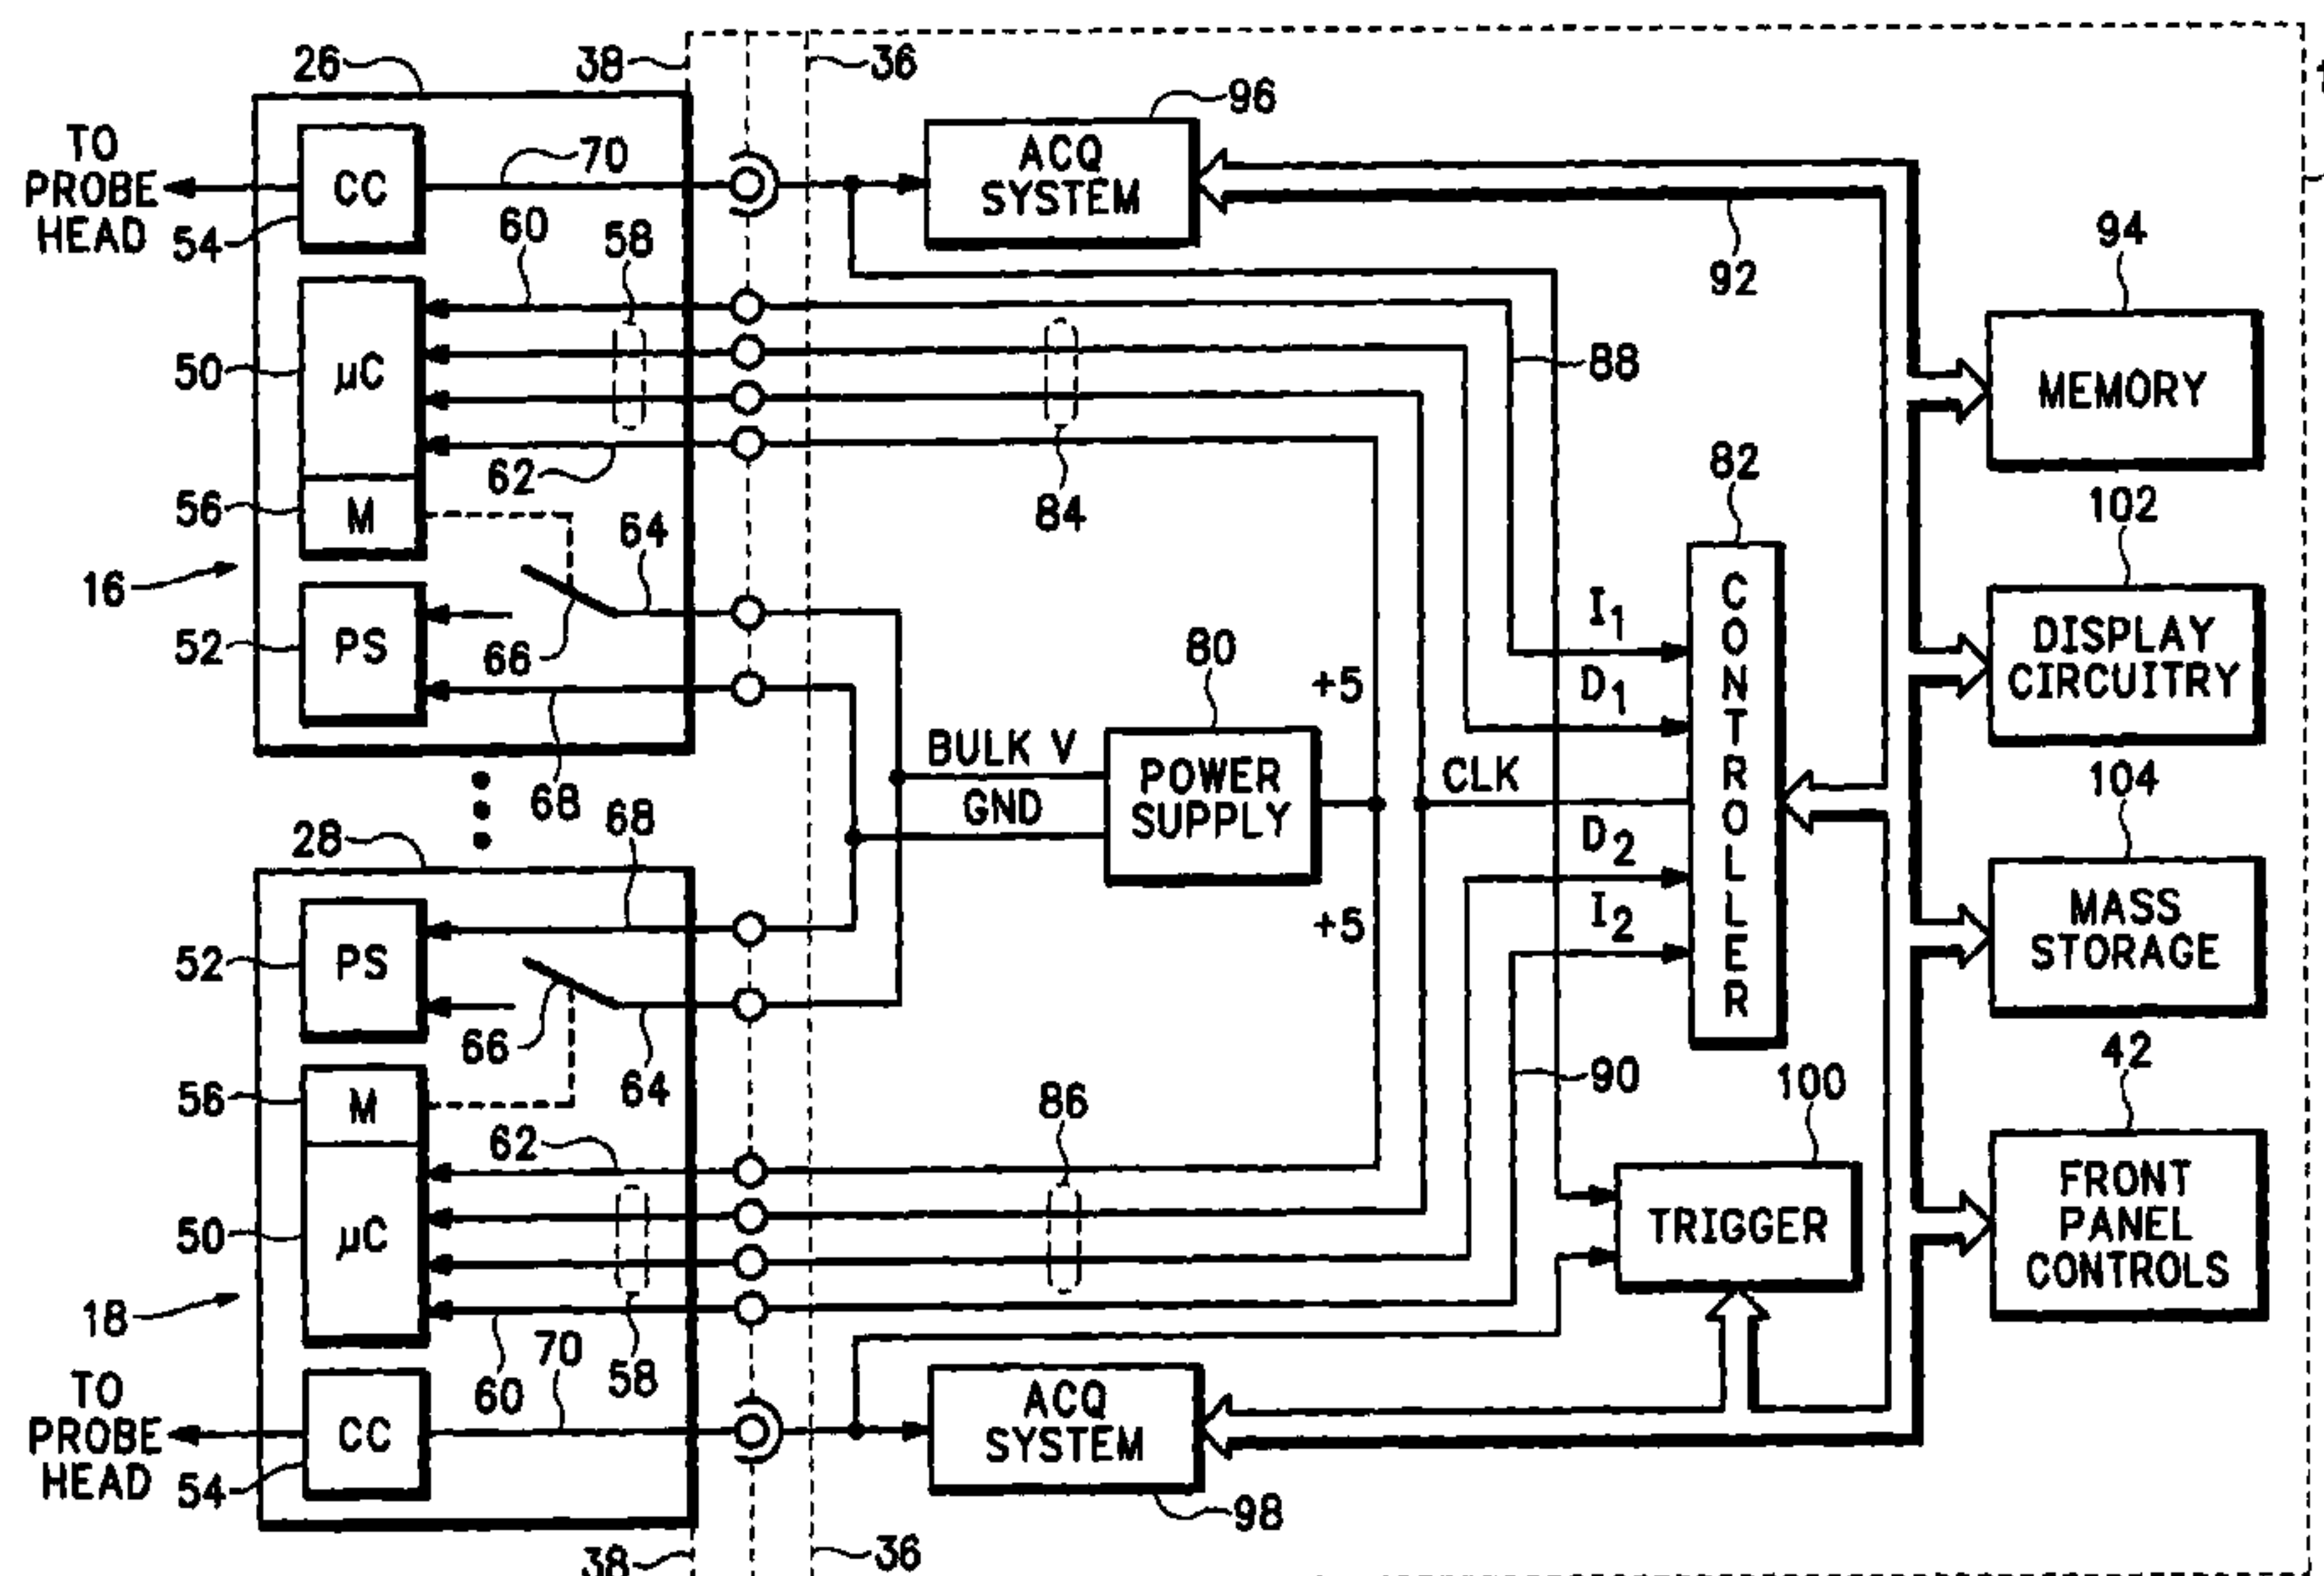 26
38
36
96
TO
PROBE
HEAD
CC
54
70
ACQ
SYSTEM
60
58
92
94
MEMORY
50
µC
88
62
84
82
56
M
64
102
16
52
PS
66
80
I1
D1
+5
DISPLAY
CIRCUITRY
CONTROLLER
BULK V
GND
POWER
SUPPLY
CLK
68
68
104
28
D2
I2
+5
MASS
STORAGE
52
PS
66
64
42
56
M
62
86
90
100
50
µC
TRIGGER
FRONT
PANEL
CONTROLS
18
60
70
58
TO
PROBE
HEAD
CC
54
ACQ
SYSTEM
98
38
36